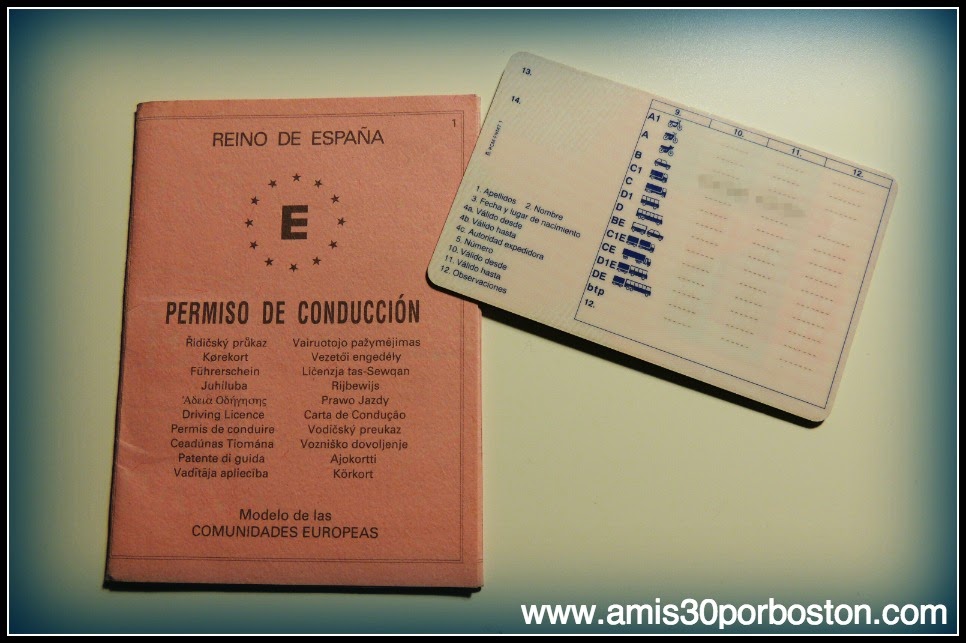 1
REINO DE ESPAÑA
E
PERMISO DE CONDUCCIÓN
Řidičský průkaz
Kørekort
Führerschein
Juhiluba
Ἄδεια Ὁδήγησης
Driving Licence
Permis de conduire
Ceadúnas Tiomána
Patente di guida
Vadītāja apliecība
Vairuotojo pažymėjimas
Vezetői engedély
Liċenzja tas-Sewqan
Rijbewijs
Prawo Jazdy
Carta de Condução
Vodičský preukaz
Vozniško dovoljenje
Ajokortti
Körkort
Modelo de las
COMUNIDADES EUROPEAS
13.
14.
1. Apellidos 2. Nombre
3. Fecha y lugar de nacimiento
4a. Válido desde
4b. Válido hasta
4c. Autoridad expedidora
5. Número
10. Válido desde
11. Válido hasta
12. Observaciones
9. 10. 11. 12.
A1
A
B
C1
C
D1
D
BE
C1E
CE
D1E
DE
btp
12.
www.amis30porboston.com